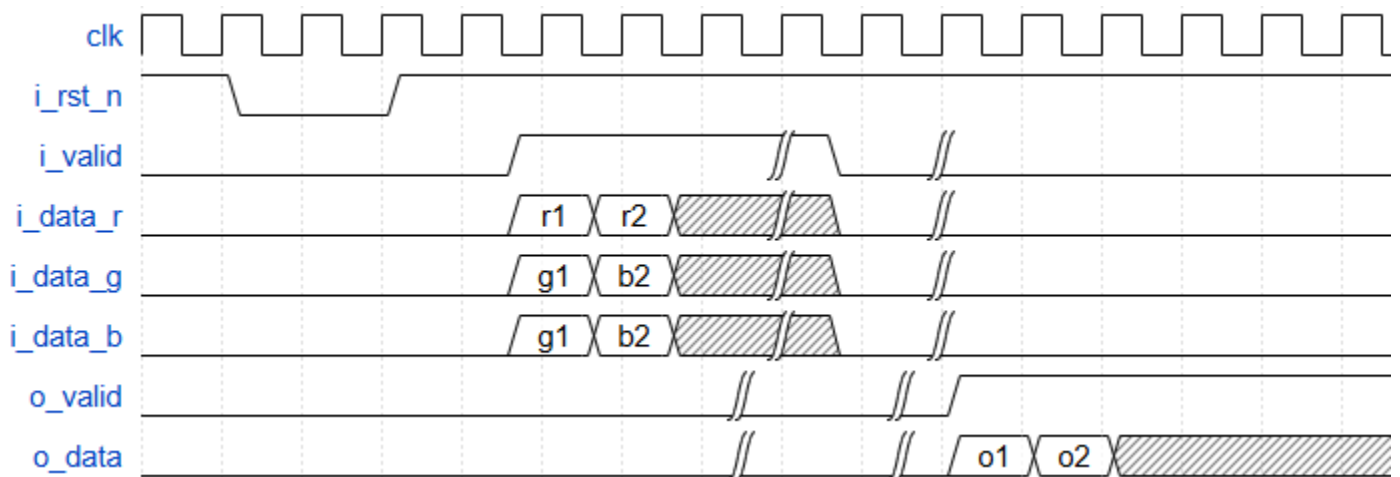 clk
i_rst_n
i_valid
i_data_r r1 r2
i_data_g g1 b2
i_data_b g1 b2
o_valid
o_data o1 o2